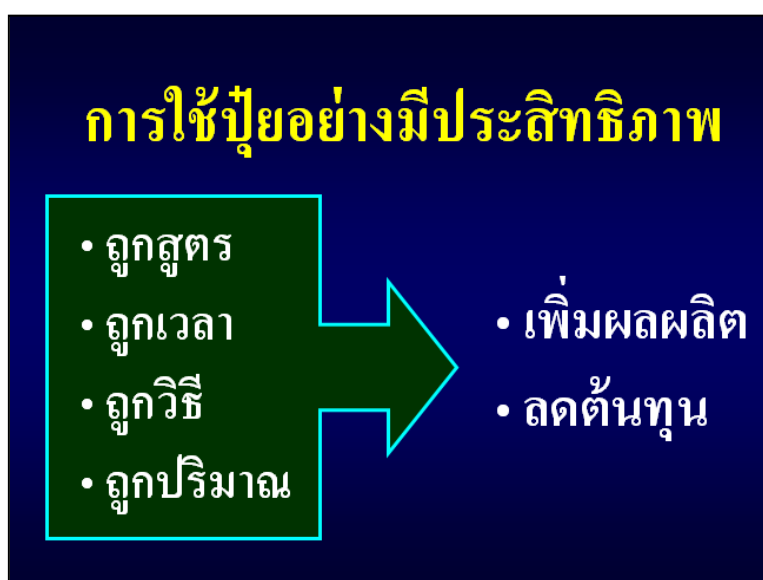 การใช้ปุ๋ยอย่างมีประสิทธิภาพ
• ถูกสูตร
• ถูกเวลา
• ถูกวิธี
• ถูกปริมาณ
• เพิ่มผลผลิต
• ลดต้นทุน